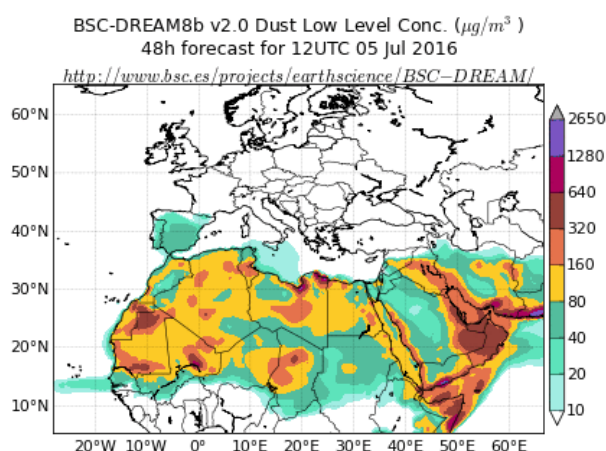 BSC-DREAM8b v2.0 Dust Low Level Conc. (μg/m³ )
48h forecast for 12UTC 05 Jul 2016
http://www.bsc.es/projects/earthscience/BSC−DREAM/
60°N
50°N
40°N
30°N
20°N
10°N
20°W 10°W 0° 10°E 20°E 30°E 40°E 50°E 60°E
2650
1280
640
320
160
80
40
20
10